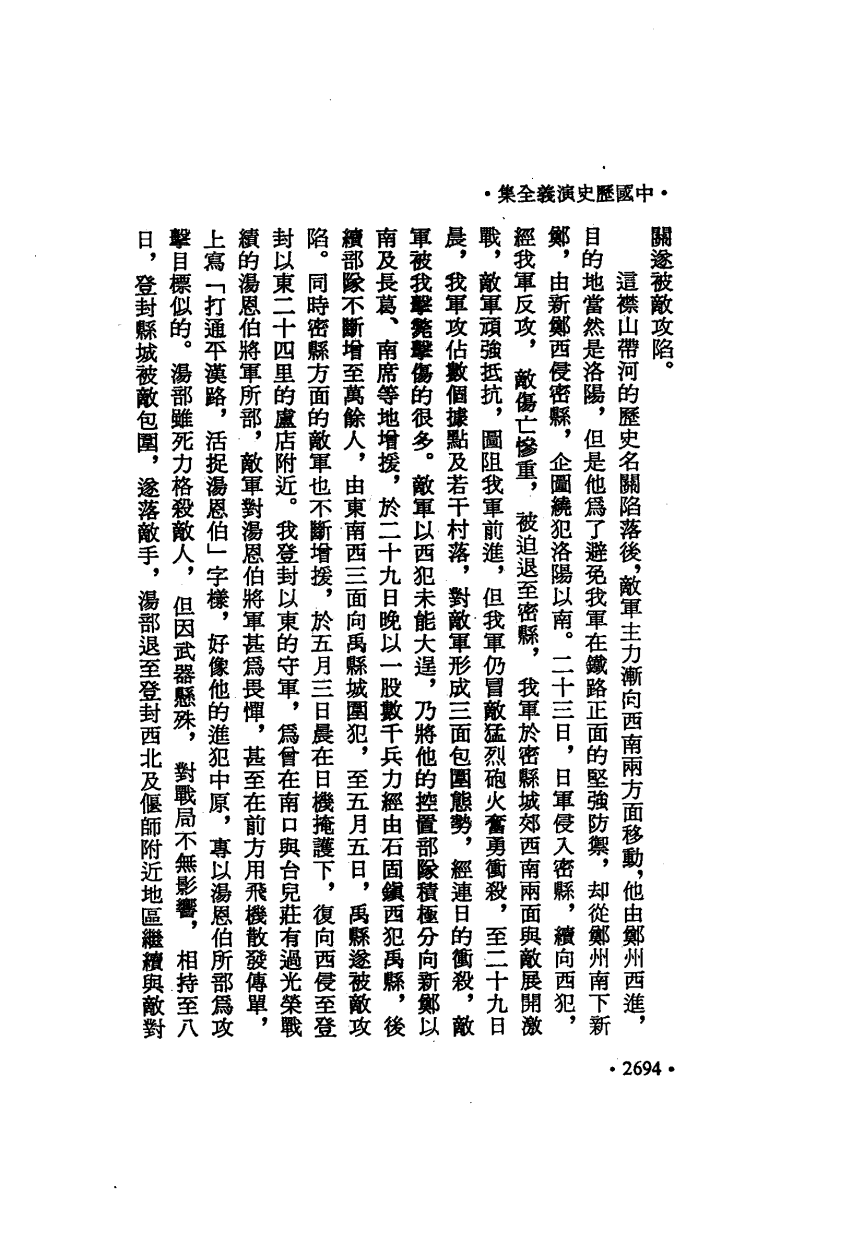 •中國歷史演義全集•
關遂被敵攻陷。
這襟山帶河的歷史名關陷落後，敵軍主力漸向西南兩方面移動，他由鄭州西進，
目的地當然是洛陽，但是他爲了避免我軍在鐵路正面的堅強防禦，却從鄭州南下新
鄭，由新鄭西侵密縣，企圖繞犯洛陽以南。二十三日，日軍侵入密縣，續向西犯，
經我軍反攻，敵傷亡慘重，被迫退至密縣，我軍於密縣城郊西南兩面與敵展開激
戰，敵軍頑強抵抗，圖阻我軍前進，但我軍仍冒敵猛烈砲火奮勇衝殺，至二十九日
晨，我軍攻佔數個據點及若干村落，對敵軍形成三面包圍態勢，經連日的衝殺，敵
軍被我擊斃擊傷的很多。敵軍以西犯未能大逞，乃將他的控置部隊積極分向新鄭以
南及長葛、南席等地增援，於二十九日晚以一股數千兵力經由石固鎭西犯禹縣，後
續部隊不斷增至萬餘人，由東南西三面向禹縣城圍犯，至五月五日，禹縣遂被敵攻
陷。同時密縣方面的敵軍也不斷增援，於五月三日晨在日機掩護下，復向西侵至登
封以東二十四里的盧店附近。我登封以東的守軍，爲曾在南口與台兒莊有過光榮戰
績的湯恩伯將軍所部，敵軍對湯恩伯將軍甚爲畏憚，甚至在前方用飛機散發傳單，
上寫「打通平漢路，活捉湯恩伯」字樣，好像他的進犯中原，專以湯恩伯所部爲攻
擊目標似的。湯部雖死力格殺敵人，但因武器懸殊，對戰局不無影響，相持至八
日，登封縣城被敵包圍，遂落敵手，湯部退至登封西北及偃師附近地區繼續與敵對
•2694•